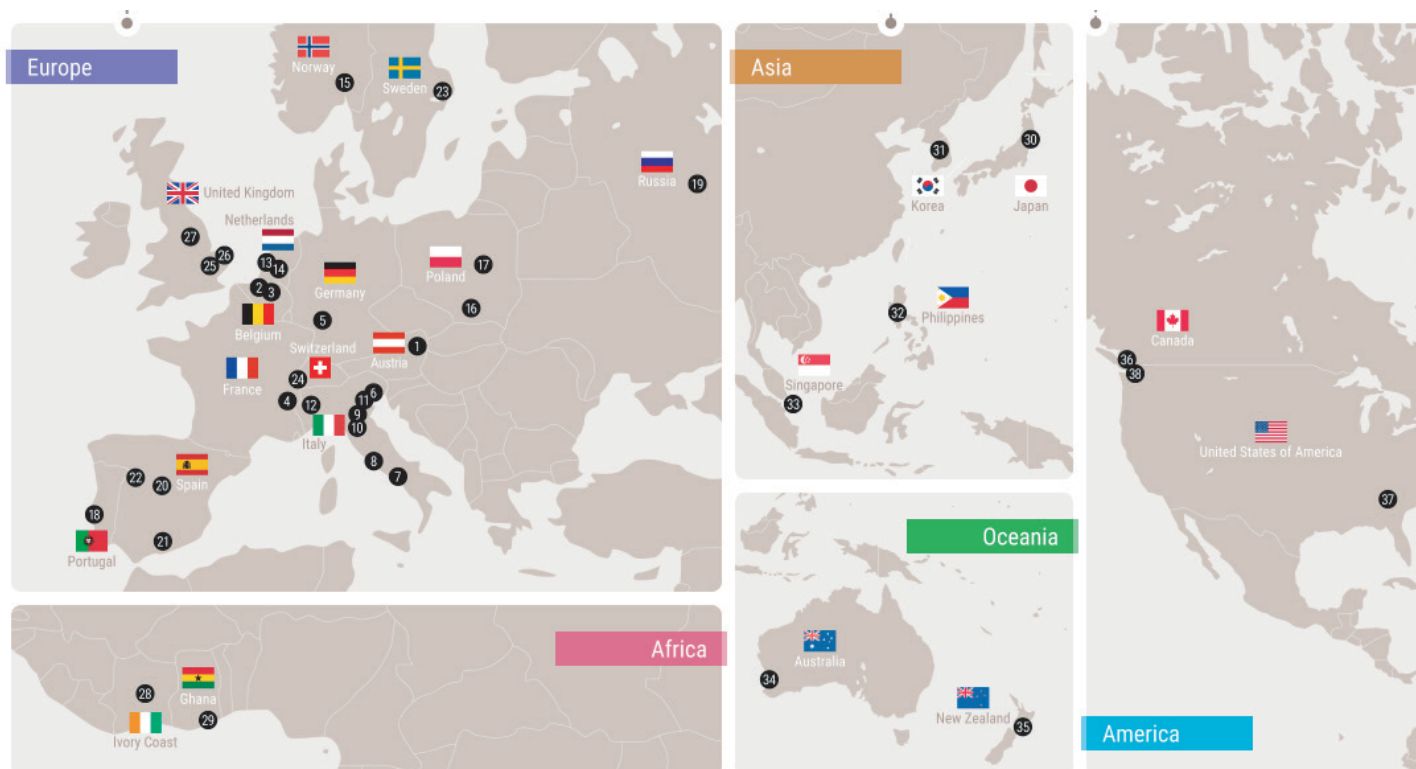 Europe
Norway
15
Sweden
23
Russia
19
United Kingdom
Netherlands
27
26
25
13
14
2
3
Belgium
Germany
5
Poland
17
16
Switzerland
Austria
1
France
24
4
12
6
11
9
10
Italy
8
7
22
20
Spain
18
21
Portugal
Africa
28
Ghana
29
Ivory Coast
Asia
31
30
Korea
Japan
32
Philippines
Singapore
33
Oceania
Australia
34
New Zealand
35
Canada
36
38
United States of America
37
America